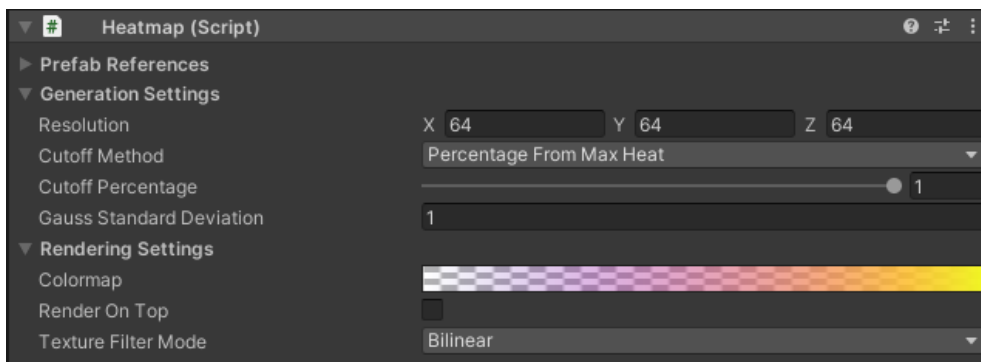 Heatmap (Script)
Prefab References
Generation Settings
Resolution X 64 Y 64 Z 64
Cutoff Method Percentage From Max Heat
Cutoff Percentage 1
Gauss Standard Deviation 1
Rendering Settings
Colormap
Render On Top
Texture Filter Mode Bilinear